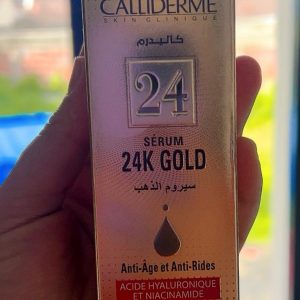 CALLIDERME
SKIN CLINIQUE
كاليدرم
24
SÉRUM
24K GOLD
سيروم الذهب
Anti-Âge et Anti-Rides
ACIDE HYALURONIQUE
ET NIACINAMIDE